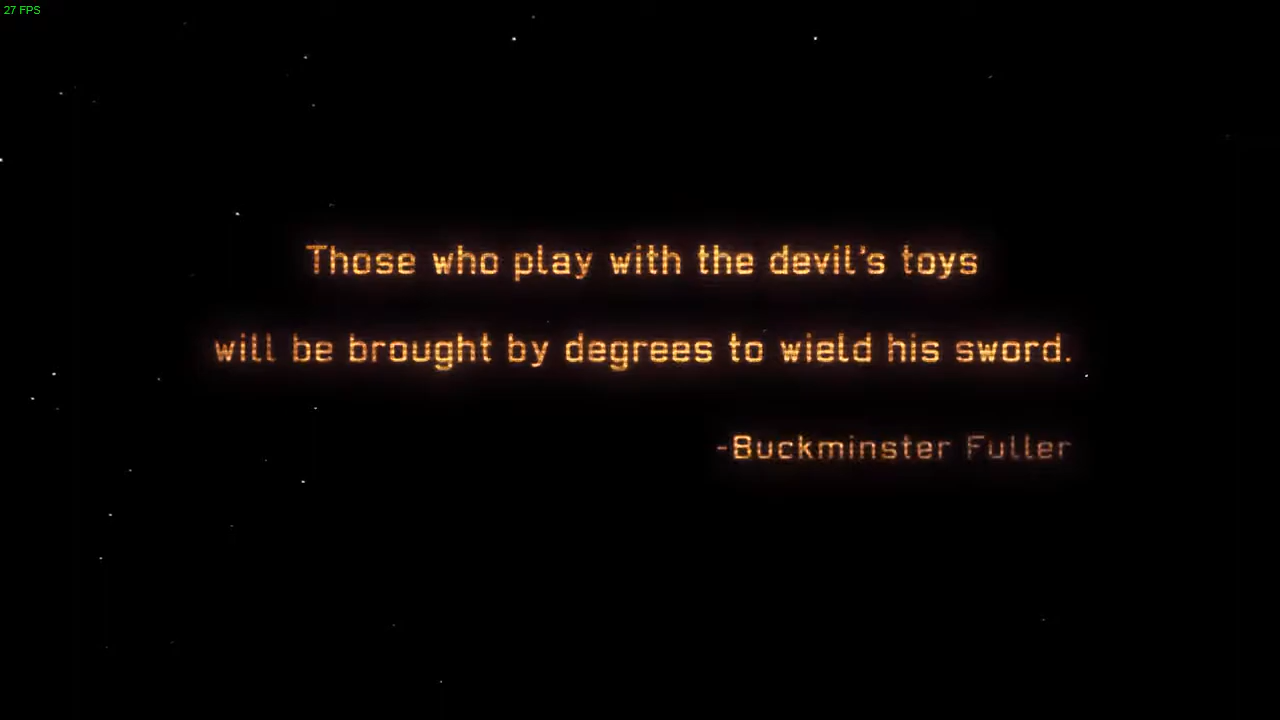 27 FPS
Those who play with the devil's toys
will be brought by degrees to wield his sword.
-Buckminster Fuller